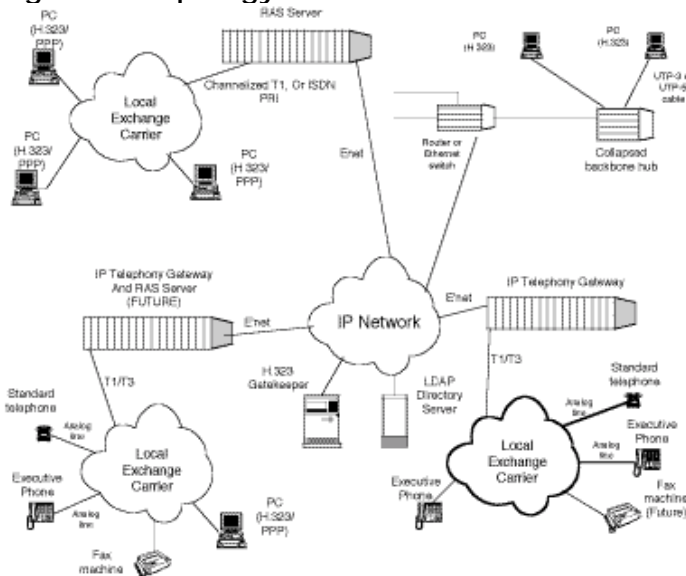 RAS Server
PC
(H.323/
PPP)
Channelized T1, Or ISDN
PRI
Local
Exchange
Carrier
PC
(H.323/
PPP)
PC
(H 323/
PPP)
Enet
PC
(H 323)
PC
(H.323)
UTP-3
UTP-5
cable
Router or
Ethernet
switch
Collapsed
backbone hub
IP Telephony Gateway
And RAS Server
(FUTURE)
E'net
IP Network
E'net
IP Telephony Gateway
T1/T3
H.323
Gatekeeper
LDAP
Directory
Server
T1/T3
Standard
telephone
Analog
line
Executive
Phone
Analog
line
Local
Exchange
Carrier
Fax
machine
PC
(H.323/
PPP)
Standard
telephone
Analog
line
Executive
Phone
Analog
line
Local
Exchange
Carrier
Executive
Phone
Fax
machine
(Future)